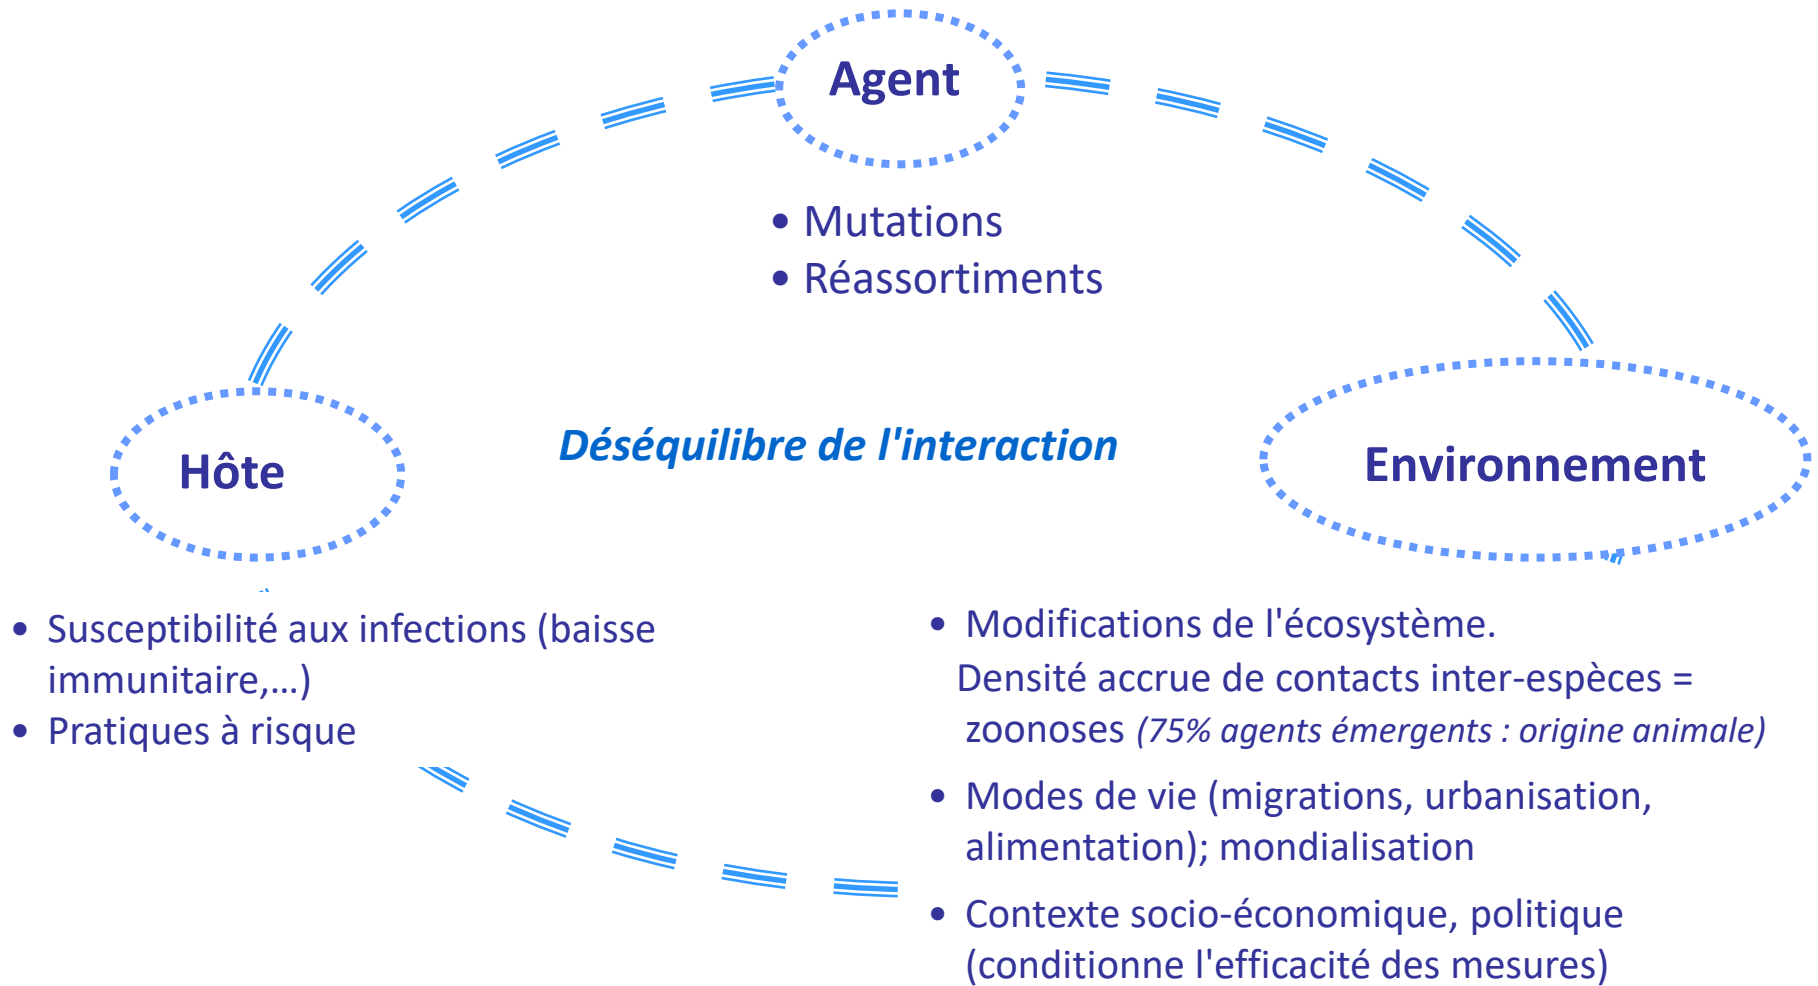 Agent
• Mutations
• Réassortiments
Hôte
Déséquilibre de l'interaction
Environnement
• Susceptibilité aux infections (baisse
immunitaire,...)
• Pratiques à risque
• Modifications de l'écosystème.
Densité accrue de contacts inter-espèces =
zoonoses (75% agents émergents : origine animale)
• Modes de vie (migrations, urbanisation,
alimentation); mondialisation
• Contexte socio-économique, politique
(conditionne l'efficacité des mesures)